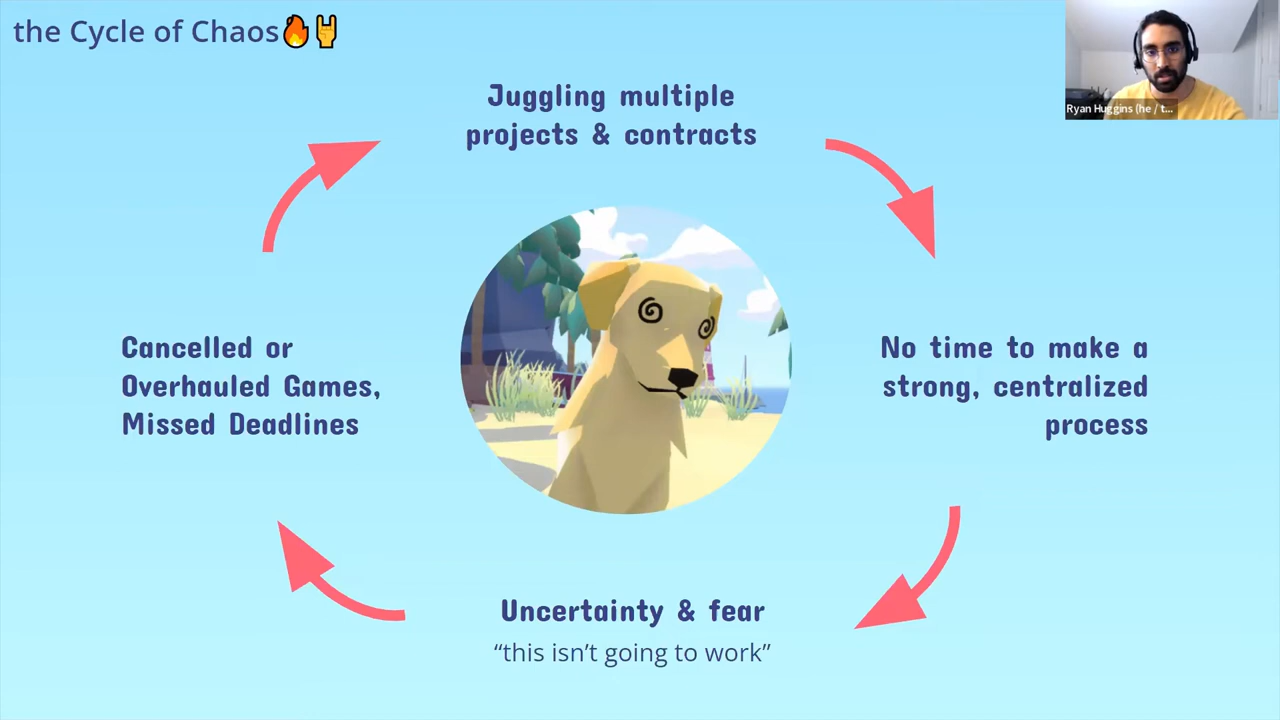 the Cycle of Chaos🔥🤘
Ryan Huggins (he / t...
Juggling multiple
projects & contracts
No time to make a
strong, centralized
process
Uncertainty & fear
“this isn’t going to work”
Cancelled or
Overhauled Games,
Missed Deadlines